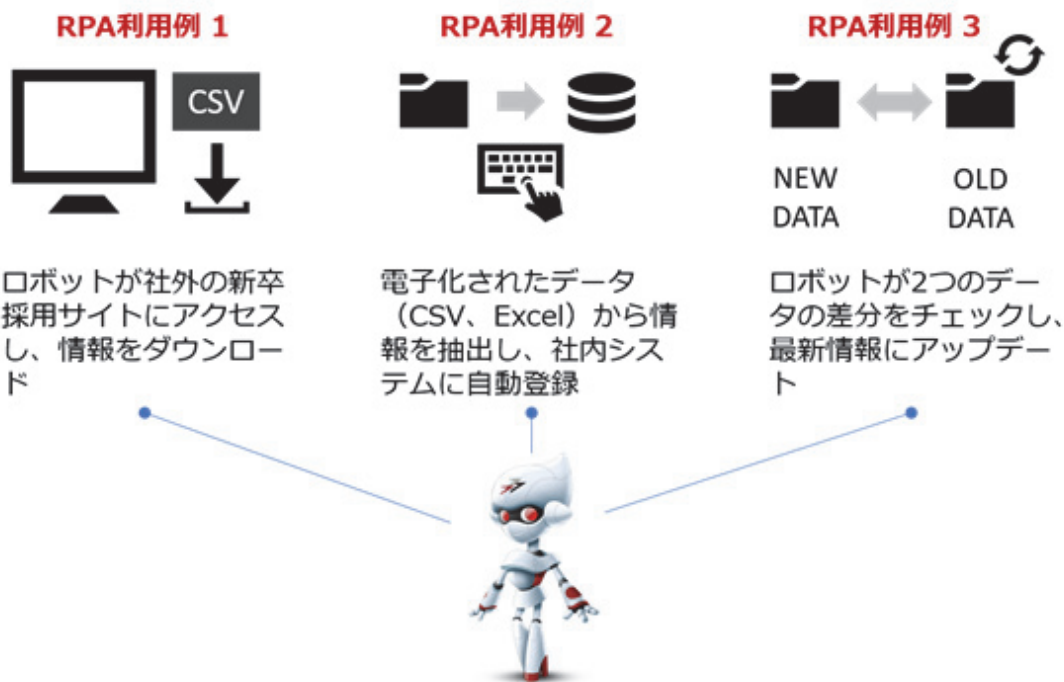 RPA利用例 1
CSV
ロボットが社外の新卒
採用サイトにアクセス
し、情報をダウンロー
ド
RPA利用例 2
電子化されたデータ
（CSV、Excel）から情
報を抽出し、社内シス
テムに自動登録
RPA利用例 3
NEW
DATA
OLD
DATA
ロボットが2つのデー
タの差分をチェックし、
最新情報にアップデー
ト